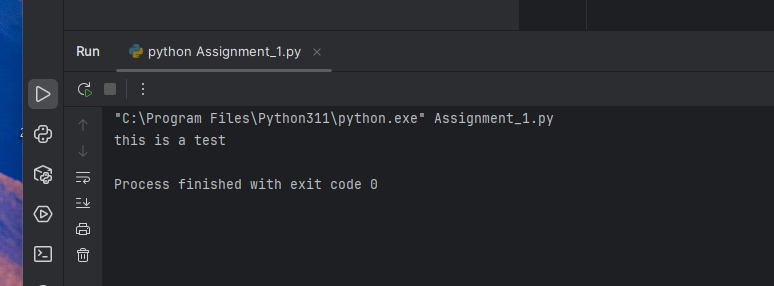 Run python Assignment_1.py
"C:\Program Files\Python311\python.exe" Assignment_1.py
this is a test
Process finished with exit code 0